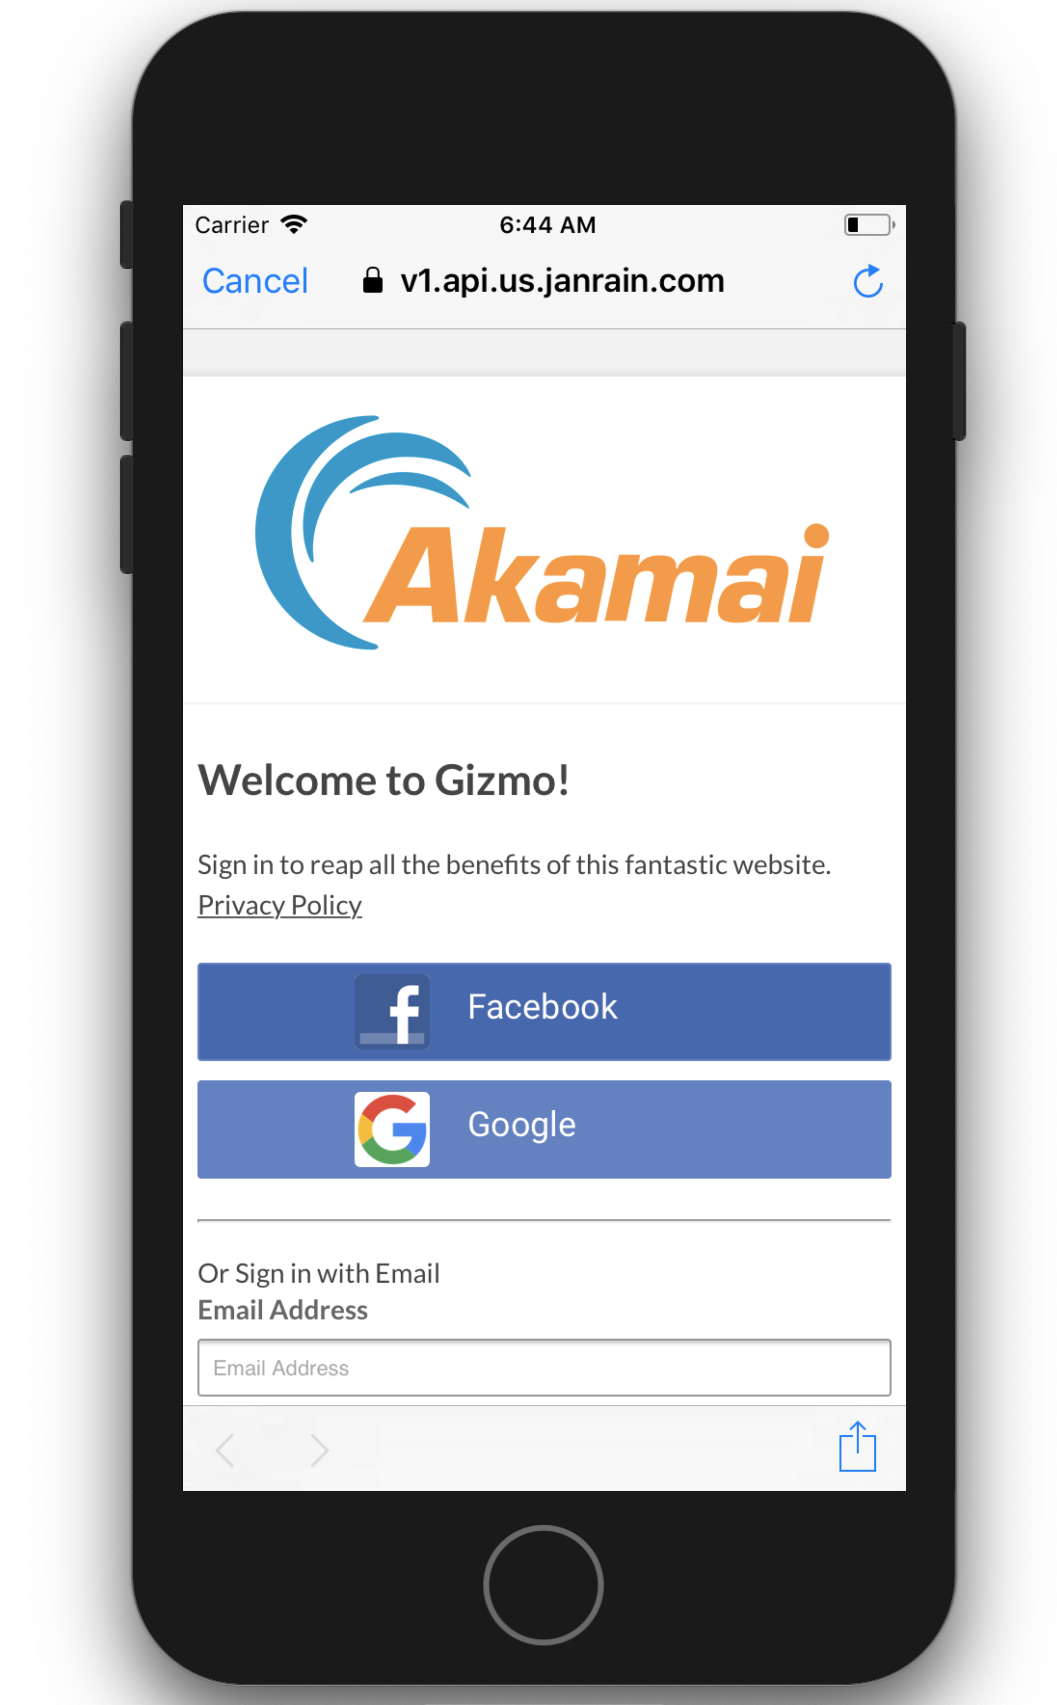 Carrier 6:44 AM
Cancel v1.api.us.janrain.com
Akamai
Welcome to Gizmo!
Sign in to reap all the benefits of this fantastic website.
Privacy Policy
Facebook
Google
Or Sign in with Email
Email Address
Email Address